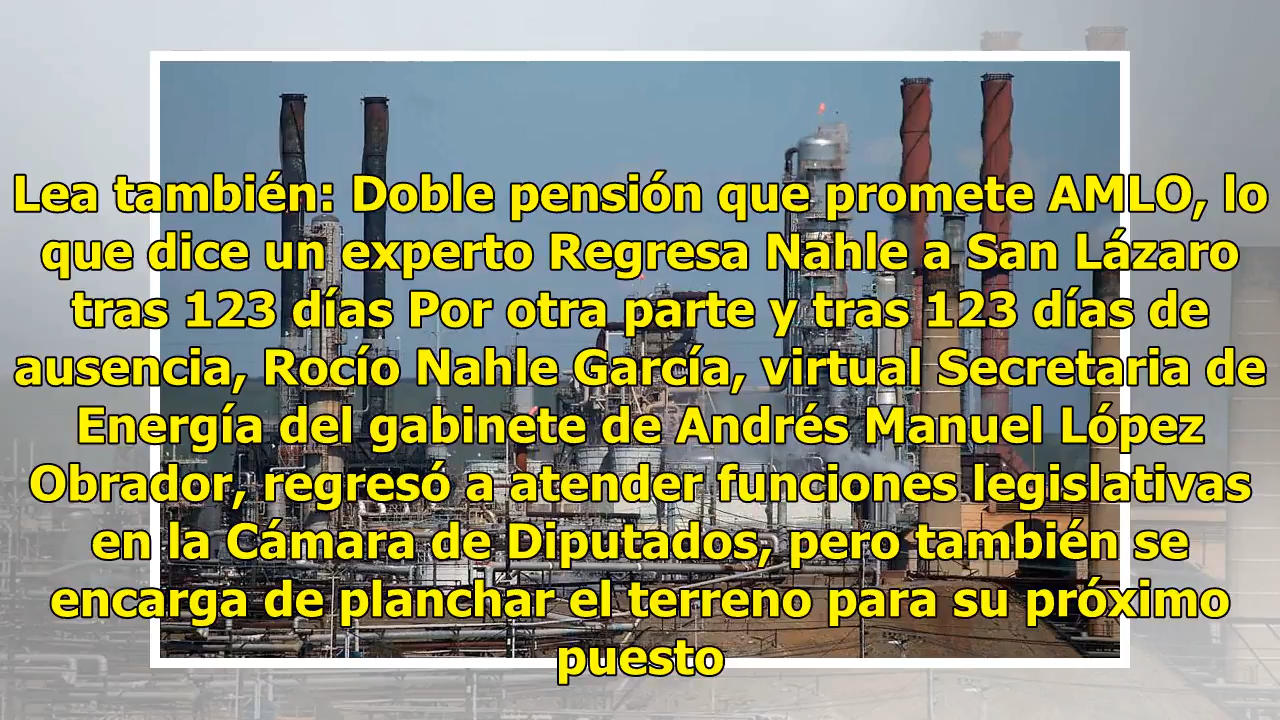 Lea también: Doble pensión que promete AMLO, lo
que dice un experto Regresa Nahle a San Lázaro
tras 123 días Por otra parte y tras 123 días de
ausencia, Rocío Nahle García, virtual Secretaria de
Energía del gabinete de Andrés Manuel López
Obrador, regresó a atender funciones legislativas
en la Cámara de Diputados, pero también se
encarga de planchar el terreno para su próximo
puesto